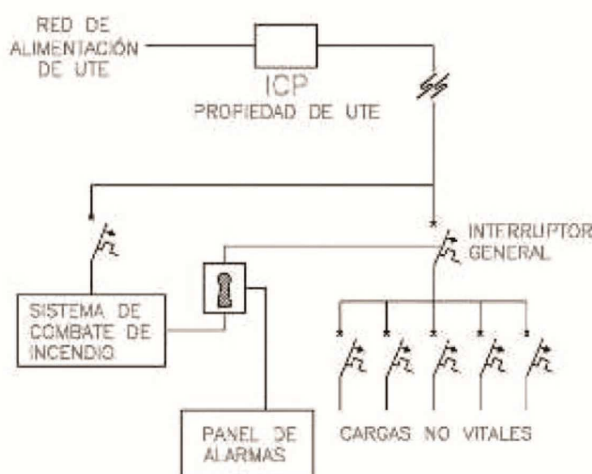 RED DE
ALIMENTACIÓN
DE UTE
ICP
PROPIEDAD DE UTE
INTERRUPTOR
GENERAL
SISTEMA DE
COMBATE DE
INCENDIO
PANEL DE
ALARMAS
CARGAS NO VITALES